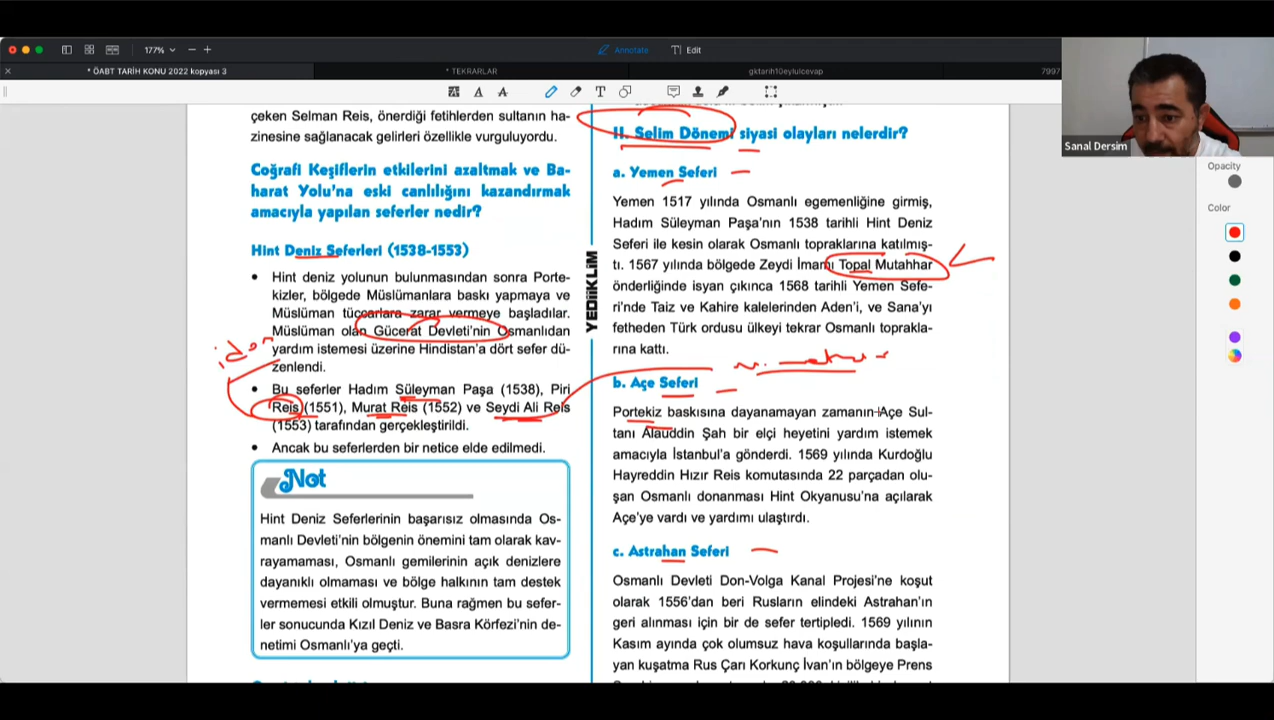 177%
Annotate
Edit
* ÖABT TARİH KONU 2022 kopyası 3
* TEKRARLAR
gktarih10eylulcevap
7997
çeken Selman Reis, önerdiği fetihlerden sultanın ha-
zinesine sağlanacak gelirleri özellikle vurguluyordu.
Coğrafi Keşiflerin etkilerini azaltmak ve Ba-
harat Yolu'na eski canlılığını kazandırmak
amacıyla yapılan seferler nedir?
Hint Deniz Seferleri (1538-1553)
• Hint deniz yolunun bulunmasından sonra Porte-
kizler, bölgede Müslümanlara baskı yapmaya ve
Müslüman tüccarlara zarar vermeye başladılar.
Müslüman olan Gücerat Devleti'nin Osmanlıdan
yardım istemesi üzerine Hindistan'a dört sefer dü-
zenlendi.
• Bu seferler Hadım Süleyman Paşa (1538), Piri
Reis (1551), Murat Reis (1552) ve Seydi Ali Reis
(1553) tarafından gerçekleştirildi.
• Ancak bu seferlerden bir netice elde edilmedi.
Not
Hint Deniz Seferlerinin başarısız olmasında Os-
manlı Devleti'nin bölgenin önemini tam olarak kav-
rayamaması, Osmanlı gemilerinin açık denizlere
dayanıklı olmaması ve bölge halkının tam destek
vermemesi etkili olmuştur. Buna rağmen bu sefer-
ler sonucunda Kızıl Deniz ve Basra Körfezi'nin de-
netimi Osmanlı'ya geçti.
YEDİİKLİM
II. Selim Dönemi siyasi olayları nelerdir?
a. Yemen Seferi
Yemen 1517 yılında Osmanlı egemenliğine girmiş,
Hadım Süleyman Paşa'nın 1538 tarihli Hint Deniz
Seferi ile kesin olarak Osmanlı topraklarına katılmış-
tı. 1567 yılında bölgede Zeydi İmamı Topal Mutahhar
önderliğinde isyan çıkınca 1568 tarihli Yemen Sefe-
ri'nde Taiz ve Kahire kalelerinden Aden'i, ve Sana'yı
fetheden Türk ordusu ülkeyi tekrar Osmanlı toprakla-
rına kattı.
b. Açe Seferi
Portekiz baskısına dayanamayan zamanın Açe Sul-
tanı Alauddin Şah bir elçi heyetini yardım istemek
amacıyla İstanbul'a gönderdi. 1569 yılında Kurdoğlu
Hayreddin Hızır Reis komutasında 22 parçadan olu-
şan Osmanlı donanması Hint Okyanusu'na açılarak
Açe'ye vardı ve yardımı ulaştırdı.
c. Astrahan Seferi
Osmanlı Devleti Don-Volga Kanal Projesi'ne koşut
olarak 1556'dan beri Rusların elindeki Astrahan'ın
geri alınması için bir de sefer tertipledi. 1569 yılının
Kasım ayında çok olumsuz hava koşullarında başla-
yan kuşatma Rus Çarı Korkunç İvan'ın bölgeye Prens
Sanal Dersim
Opacity
Color